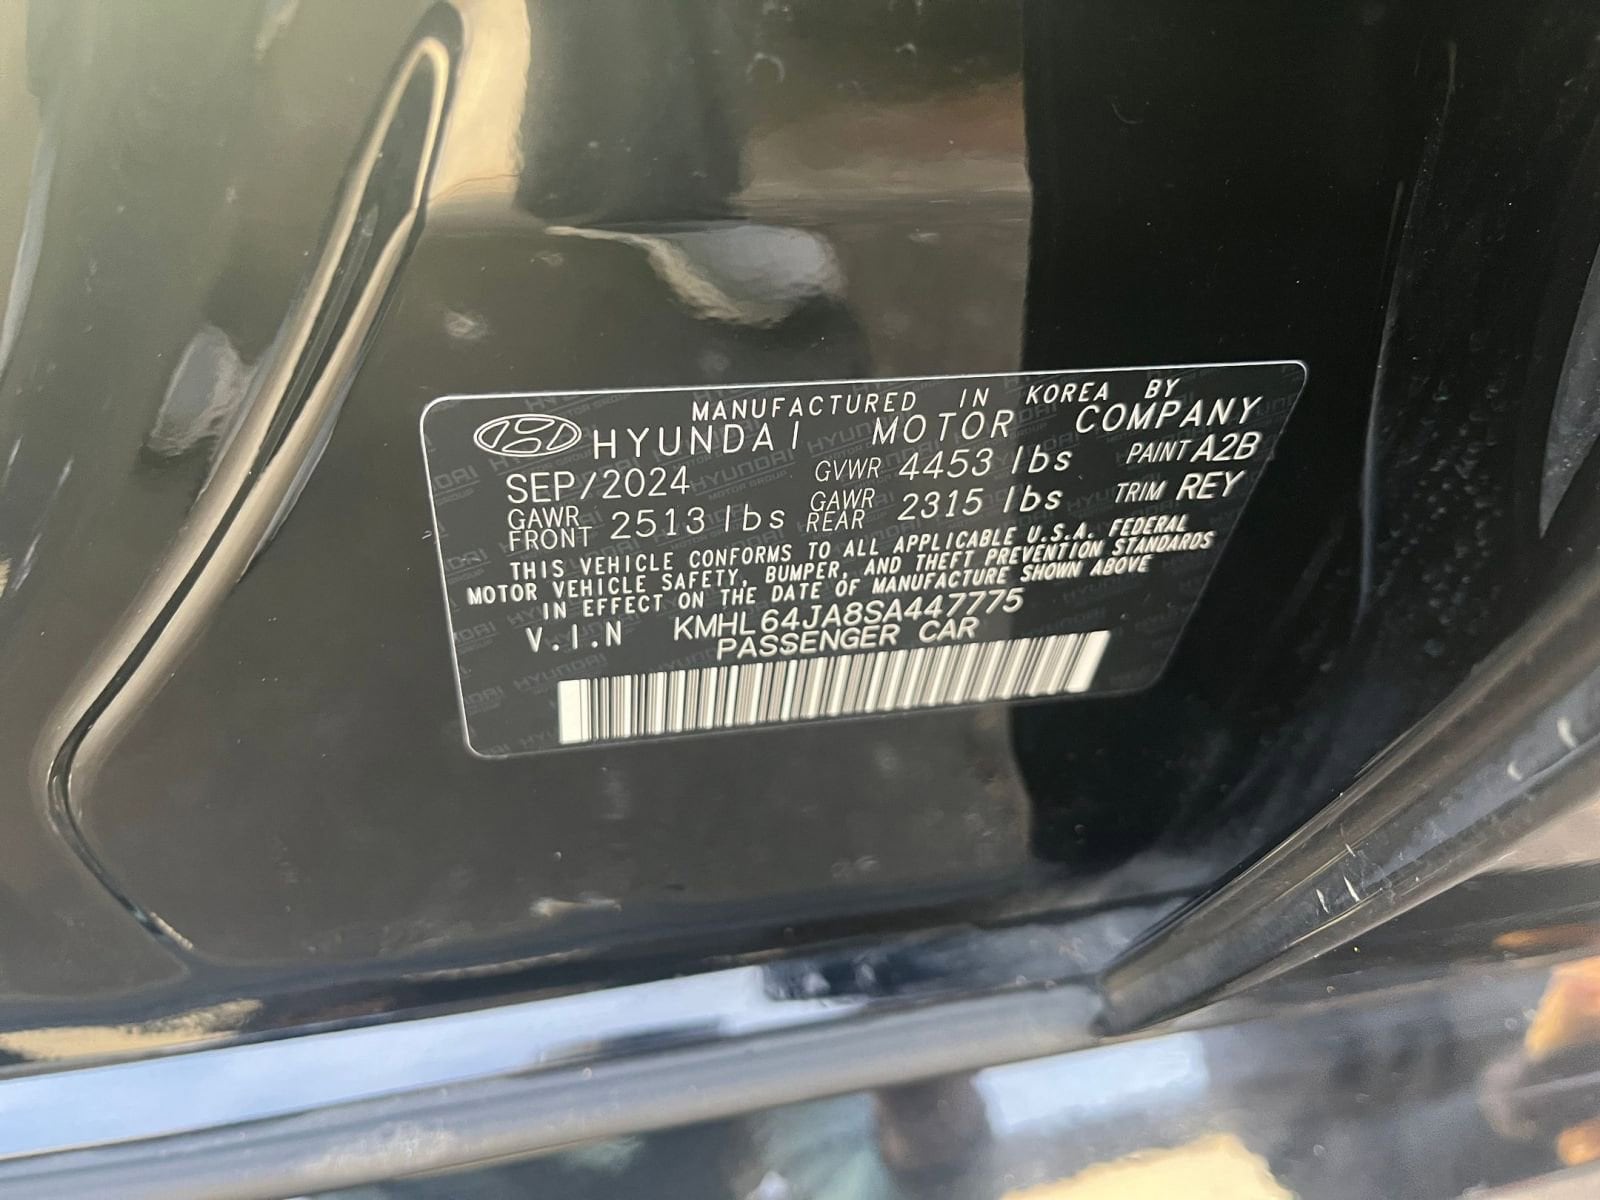 MANUFACTURED IN KOREA BY
HYUNDAI MOTOR COMPANY
SEP/2024 GVWR 4453 lbs PAINT A2B
GAWR FRONT 2513 lbs GAWR REAR 2315 lbs TRIM REY
THIS VEHICLE CONFORMS TO ALL APPLICABLE U.S.A. FEDERAL
MOTOR VEHICLE SAFETY, BUMPER, AND THEFT PREVENTION STANDARDS
IN EFFECT ON THE DATE OF MANUFACTURE SHOWN ABOVE
V.I.N KMHL64JA8SA447775
PASSENGER CAR